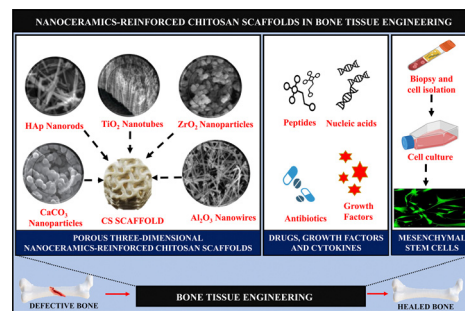 NANOCERAMICS-REINFORCED CHITOSAN SCAFFOLDS IN BONE TISSUE ENGINEERING
HAp Nanorods
TiO₂ Nanotubes
ZrO₂ Nanoparticles
CaCO₃
Nanoparticles
CS SCAFFOLD
Al₂O₃ Nanowires
POROUS THREE-DIMENSIONAL
NANOCERAMICS-REINFORCED CHITOSAN SCAFFOLDS
Peptides
Nucleic acids
Antibiotics
Growth
Factors
DRUGS, GROWTH FACTORS
AND CYTOKINES
Biopsy and
cell isolation
Cell culture
MESENCHYMAL
STEM CELLS
DEFECTIVE BONE
BONE TISSUE ENGINEERING
HEALED BONE